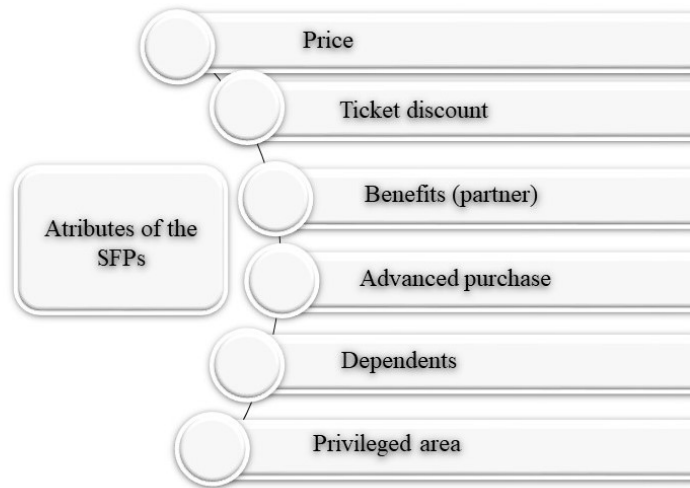 Price
Ticket discount
Benefits (partner)
Atributes of the
SFPs
Advanced purchase
Dependents
Privileged area